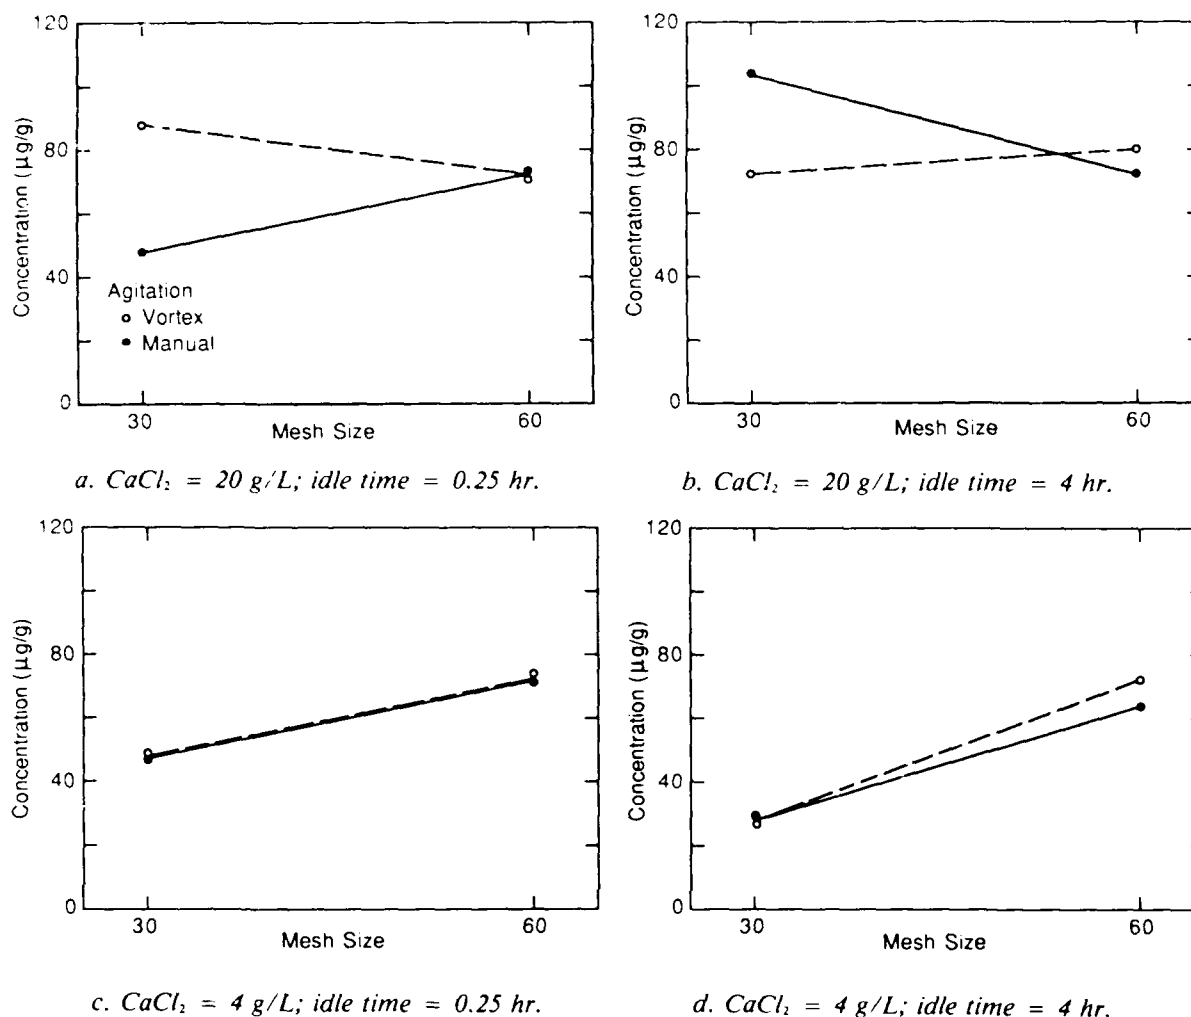 120
80
40
0
Concentration (µg/g)
Agitation
Vortex
Manual
30
60
Mesh Size
a. CaCl₂ = 20 g/L; idle time = 0.25 hr.
120
80
40
0
Concentration (µg/g)
30
60
Mesh Size
b. CaCl₂ = 20 g/L; idle time = 4 hr.
120
80
40
0
Concentration (µg/g)
30
60
Mesh Size
c. CaCl₂ = 4 g/L; idle time = 0.25 hr.
120
80
40
0
Concentration (µg/g)
30
60
Mesh Size
d. CaCl₂ = 4 g/L; idle time = 4 hr.